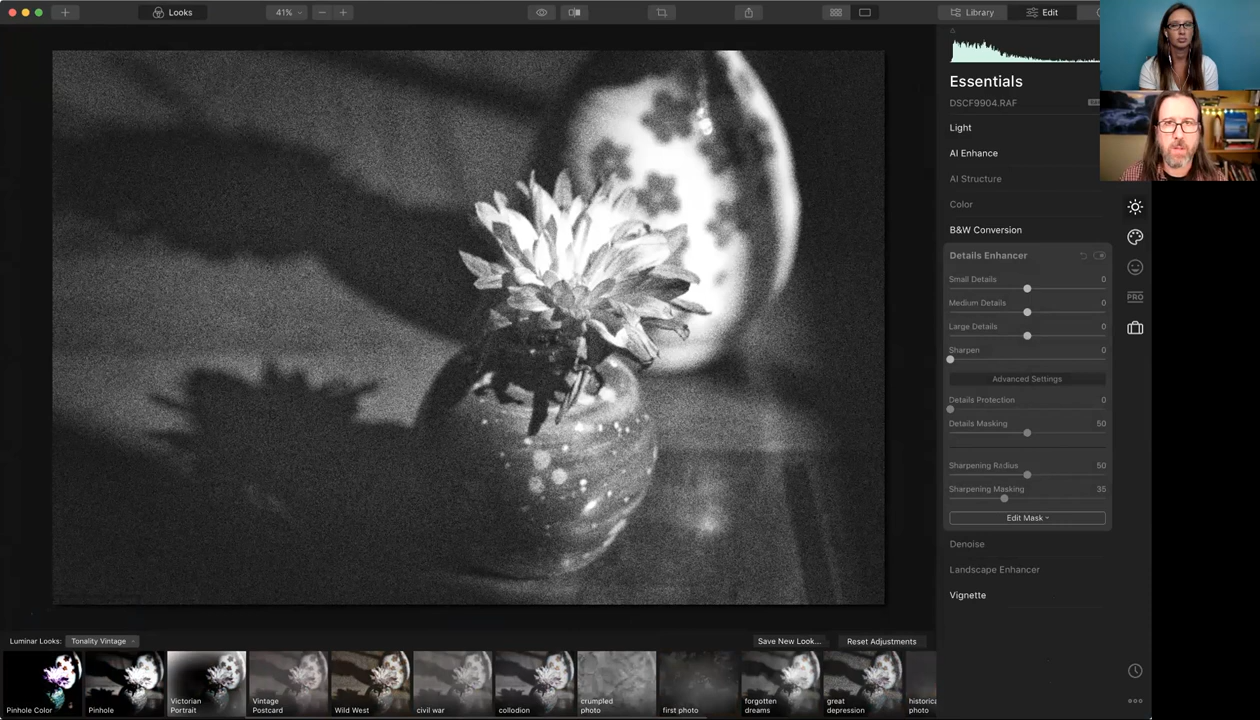 Looks
41%
Library
Edit
Essentials
DSCF9904.RAF
Light
AI Enhance
AI Structure
Color
B&W Conversion
Details Enhancer
Small Details 0
Medium Details 0
Large Details 0
Sharpen 0
Advanced Settings
Details Protection 0
Details Masking 50
Sharpening Radius 50
Sharpening Masking 35
Edit Mask
Denoise
Landscape Enhancer
Vignette
PRO
Luminar Looks: Tonality Vintage
Save New Look...
Reset Adjustments
Pinhole Color
Pinhole
Victorian
Portrait
Vintage
Postcard
Wild West
civil war
collodion
crumpled
photo
first photo
forgotten
dreams
great
depression
photo